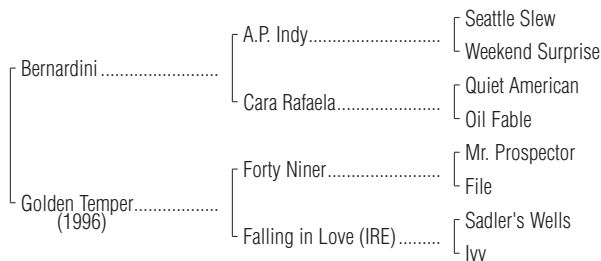 Seattle Slew
A.P. Indy
Weekend Surprise
Bernardini
Quiet American
Cara Rafaela
Oil Fable
Mr. Prospector
Forty Niner
File
Golden Temper
(1996)
Sadler's Wells
Falling in Love (IRE)
Ivy